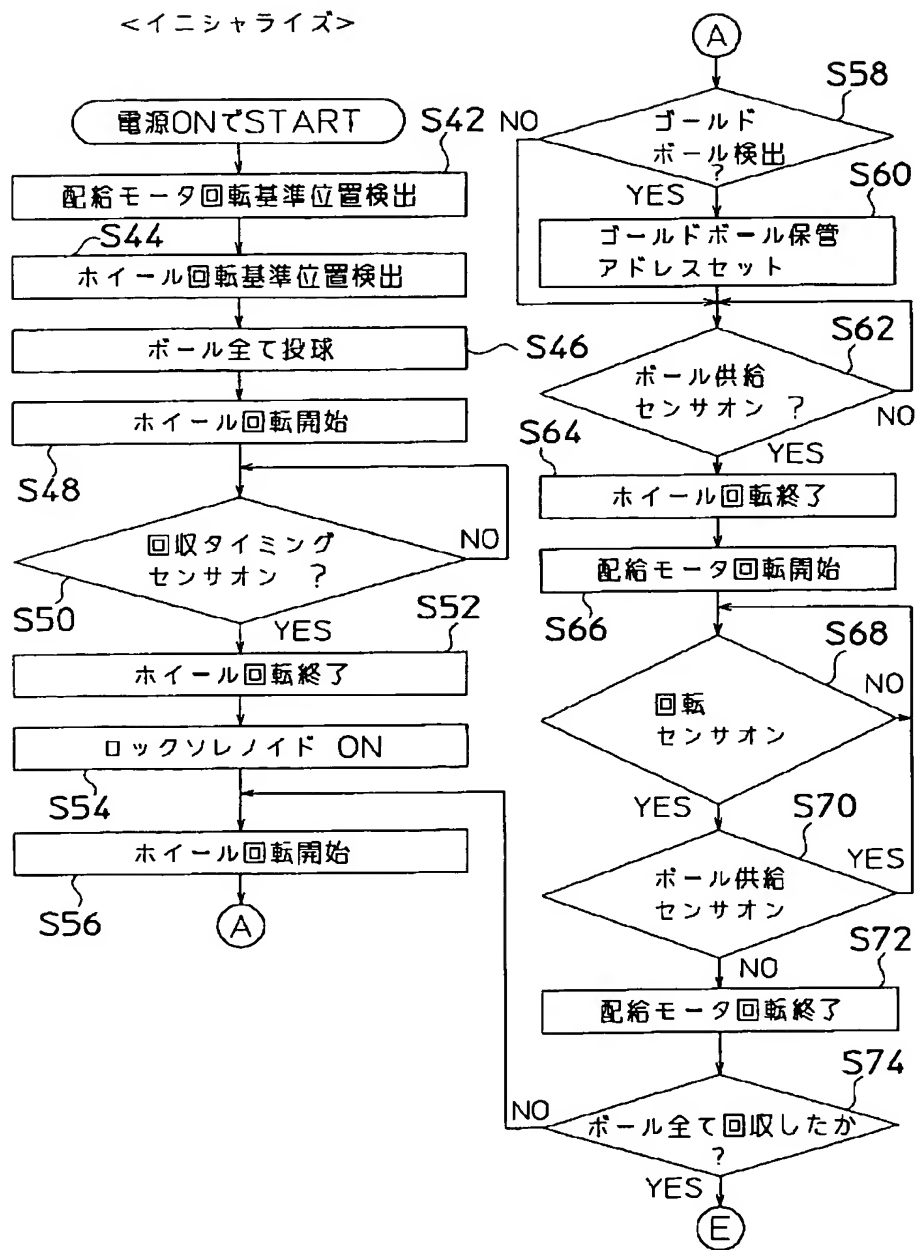 <イニシャライズ>
電源ONでSTART
S42
配給モータ回転基準位置検出
S44
ホイール回転基準位置検出
ボール全て投球
S46
ホイール回転開始
S48
回収タイミング
センサオン ?
NO
S50
YES
S52
ホイール回転終了
ロックソレノイド ON
S54
ホイール回転開始
S56
A
A
S58
NO
ゴールド
ボール検出
?
YES
S60
ゴールドボール保管
アドレスセット
S62
ボール供給
センサオン ?
NO
S64
YES
ホイール回転終了
配給モータ回転開始
S66
S68
NO
回転
センサオン
YES
S70
YES
ボール供給
センサオン
S72
NO
配給モータ回転終了
S74
NO
ボール全て回収したか
?
YES
E